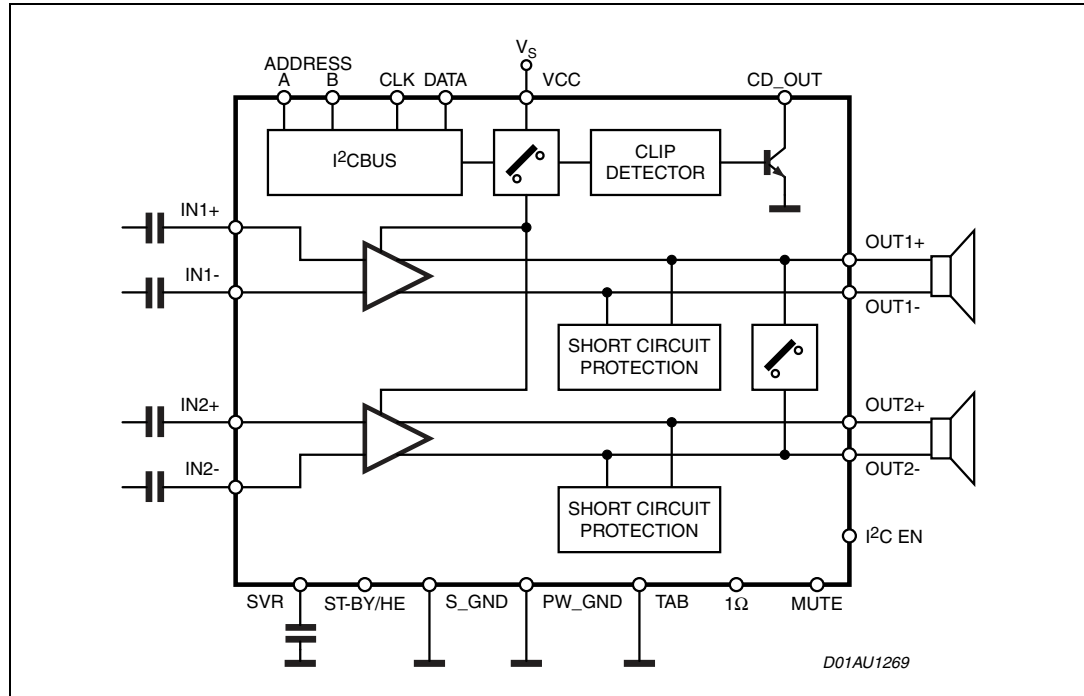 V_S
ADDRESS
A B CLK DATA VCC CD_OUT
I²CBUS
CLIP
DETECTOR
IN1+
OUT1+
IN1-
OUT1-
SHORT CIRCUIT
PROTECTION
IN2+
OUT2+
IN2-
OUT2-
SHORT CIRCUIT
PROTECTION
I²C EN
SVR ST-BY/HE S_GND PW_GND TAB 1Ω MUTE
D01AU1269